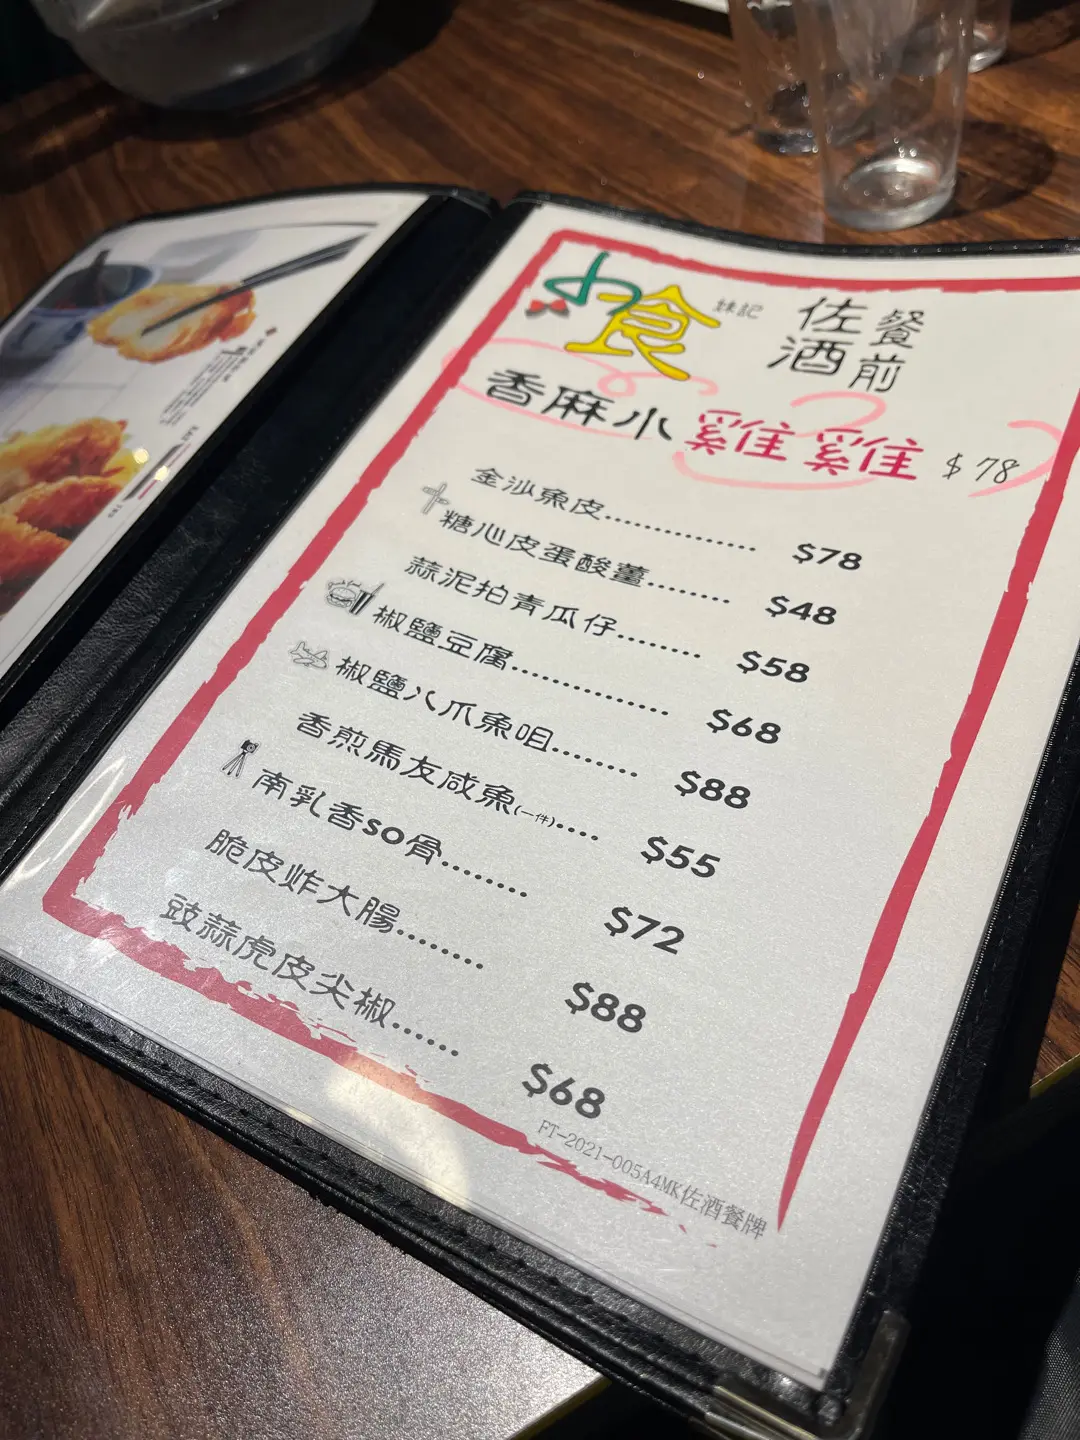 小食 妹記 佐酒 餐前
香麻小雞雞 $78
金沙魚皮.................. $78
糖心皮蛋酸薑......... $48
蒜泥拍青瓜仔......... $58
椒鹽豆腐.................. $68
椒鹽八爪魚咀......... $88
香煎馬友咸魚(一件).... $55
南乳香so骨......... $72
脆皮炸大腸......... $88
豉蒜虎皮尖椒...... $68
FT-2021-005A4MK佐酒餐牌